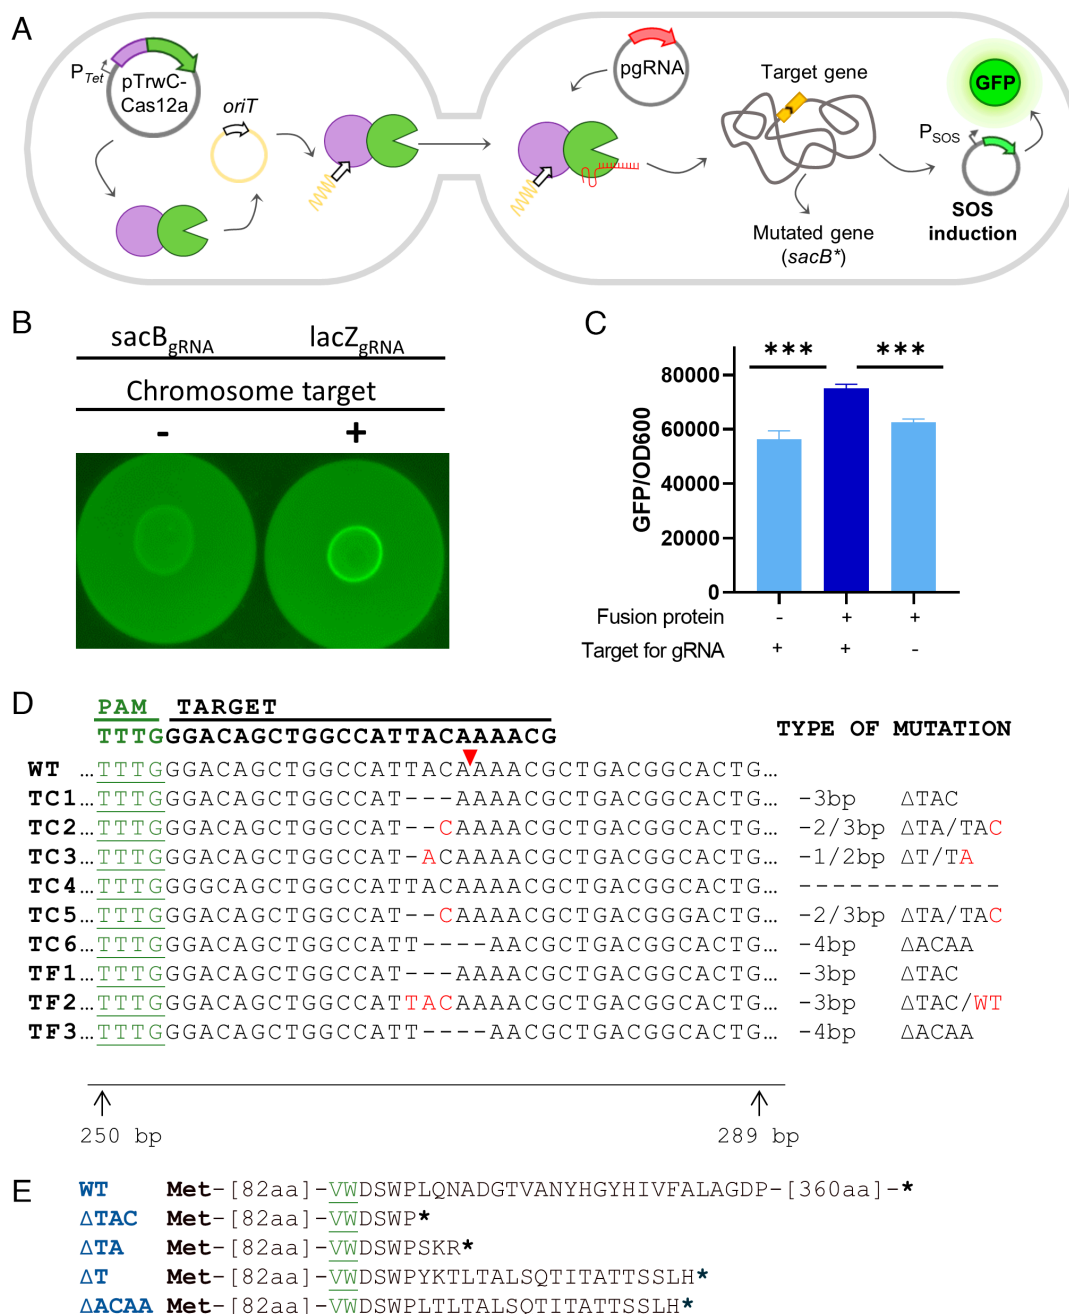 A
P_Tet
pTrwC-
Cas12a
oriT
pgRNA
Target gene
Mutated gene
(sacB*)
GFP
P_SOS
SOS
induction
B
sacB_gRNA lacZ_gRNA
Chromosome target
- +
C
***
***
GFP/OD600
80000
60000
40000
20000
0
Fusion protein - + +
Target for gRNA + + -
D
PAM TARGET
TTTGGGACAGCTGGCCATTACAAAACG TYPE OF MUTATION
WT …TTTGGGACAGCTGGCCATTACAAAACGCTGACGGCACTG…
TC1…TTTGGGACAGCTGGCCAT---AAAACGCTGACGGCACTG… -3bp ΔTAC
TC2…TTTGGGACAGCTGGCCAT--CAAAACGCTGACGGCACTG… -2/3bp ΔTA/TAC
TC3…TTTGGGACAGCTGGCCAT-ACAAAACGCTGACGGCACTG… -1/2bp ΔT/TA
TC4…TTTGGGGCAGCTGGCCATTACAAAACGCTGACGGCACTG… ------------
TC5…TTTGGGACAGCTGGCCAT--CAAAACGCTGACGGCACTG… -2/3bp ΔTA/TAC
TC6…TTTGGGACAGCTGGCCATT----AACGCTGACGGCACTG… -4bp ΔACAA
TF1…TTTGGGACAGCTGGCCAT---AAAACGCTGACGGCACTG… -3bp ΔTAC
TF2…TTTGGGACAGCTGGCCATTACAAAACGCTGACGGCACTG… -3bp ΔTAC/WT
TF3…TTTGGGACAGCTGGCCATT----AACGCTGACGGCACTG… -4bp ΔACAA
250 bp 289 bp
E
WT Met-[82aa]-VWDSWPLQNADGTVANYHGYHIVFALAGDP-[360aa]-*
ΔTAC Met-[82aa]-VWDSWP*
ΔTA Met-[82aa]-VWDSWPSKR*
ΔT Met-[82aa]-VWDSWPYKTLTALSQTITATTSSLH*
ΔACAA Met-[82aa]-VWDSWPLTLTALSQTITATTSSLH*